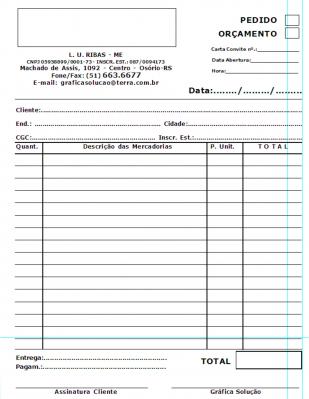 PEDIDO
ORÇAMENTO
L. U. RIBAS - ME
CNPJ 05938809/0001-73 - INSCR. EST.: 087/0094173
Machado de Assis, 1092 - Centro - Osório-RS
Fone/Fax: (51) 663.6677
E-mail: graficasolucao@terra.com.br
Carta Convite nº.:
Data Abertura:
Hora:
Data:......../........./........
Cliente:
End.: Cidade:
CGC: Inscr. Est.:
Quant. Descrição das Mercadorias P. Unit. T O T A L
Entrega:
Pagam.:
TOTAL
Assinatura Cliente Gráfica Solução